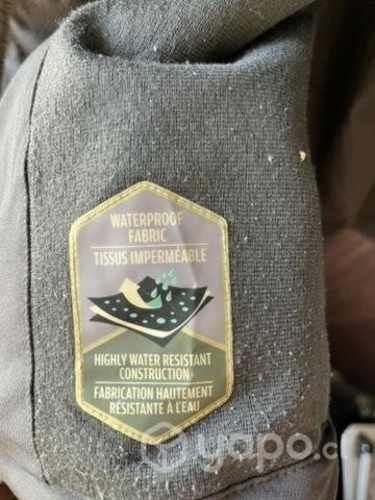 WATERPROOF
FABRIC
TISSUS IMPERMÉABLE
HIGHLY WATER RESISTANT
CONSTRUCTION
FABRICATION HAUTEMENT
RÉSISTANTE À L'EAU
yapo.cl